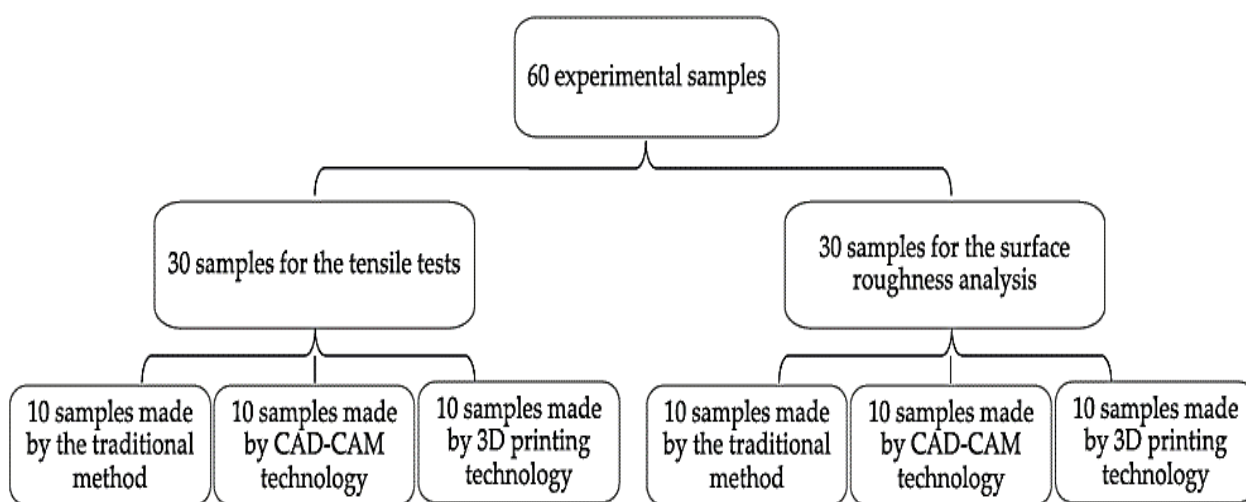 60 experimental samples
30 samples for the tensile tests
30 samples for the surface
roughness analysis
10 samples made
by the traditional
method
10 samples made
by CAD-CAM
technology
10 samples made
by 3D printing
technology
10 samples made
by the traditional
method
10 samples made
by CAD-CAM
technology
10 samples made
by 3D printing
technology